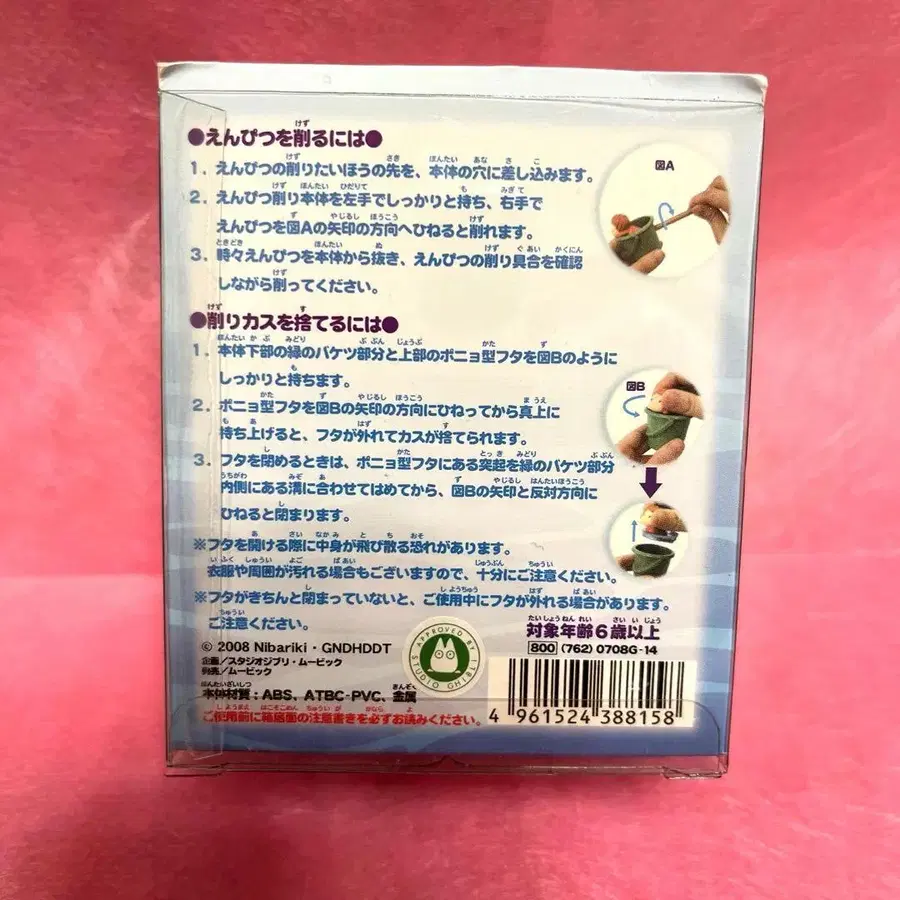 ●えんぴつを削るには●
1．えんぴつの削りたいほうの先を、本体の穴に差し込みます。
2．えんぴつ削り本体を左手でしっかりと持ち、右手で
えんぴつを図Aの矢印の方向へひねると削れます。
3．時々えんぴつを本体から抜き、えんぴつの削り具合を確認
しながら削ってください。
図A
●削りカスを捨てるには●
1．本体下部の緑のバケツ部分と上部のポニョ型フタを図Bのように
しっかりと持ちます。
2．ポニョ型フタを図Bの矢印の方向にひねってから真上に
持ち上げると、フタが外れてカスが捨てられます。
3．フタを閉めるときは、ポニョ型フタにある突起を緑のバケツ部分
内側にある溝に合わせてはめてから、図Bの矢印と反対方向に
ひねると閉まります。
図B
※フタを開ける際に中身が飛び散る恐れがあります。
衣服や周囲が汚れる場合もございますので、十分にご注意ください。
※フタがきちんと閉まっていないと、ご使用中にフタが外れる場合があります。
ご注意ください。
対象年齢6歳以上
© 2008 Nibariki・GNDHDDT
企画／スタジオジブリ・ムービック
発売／ムービック
APPROVED BY STUDIO GHIBLI
800 (762) 0708G-14
本体材質：ABS、ATBC-PVC、金属
ご使用前に箱底面の注意書きを必ずお読みください。
4 961524 388158